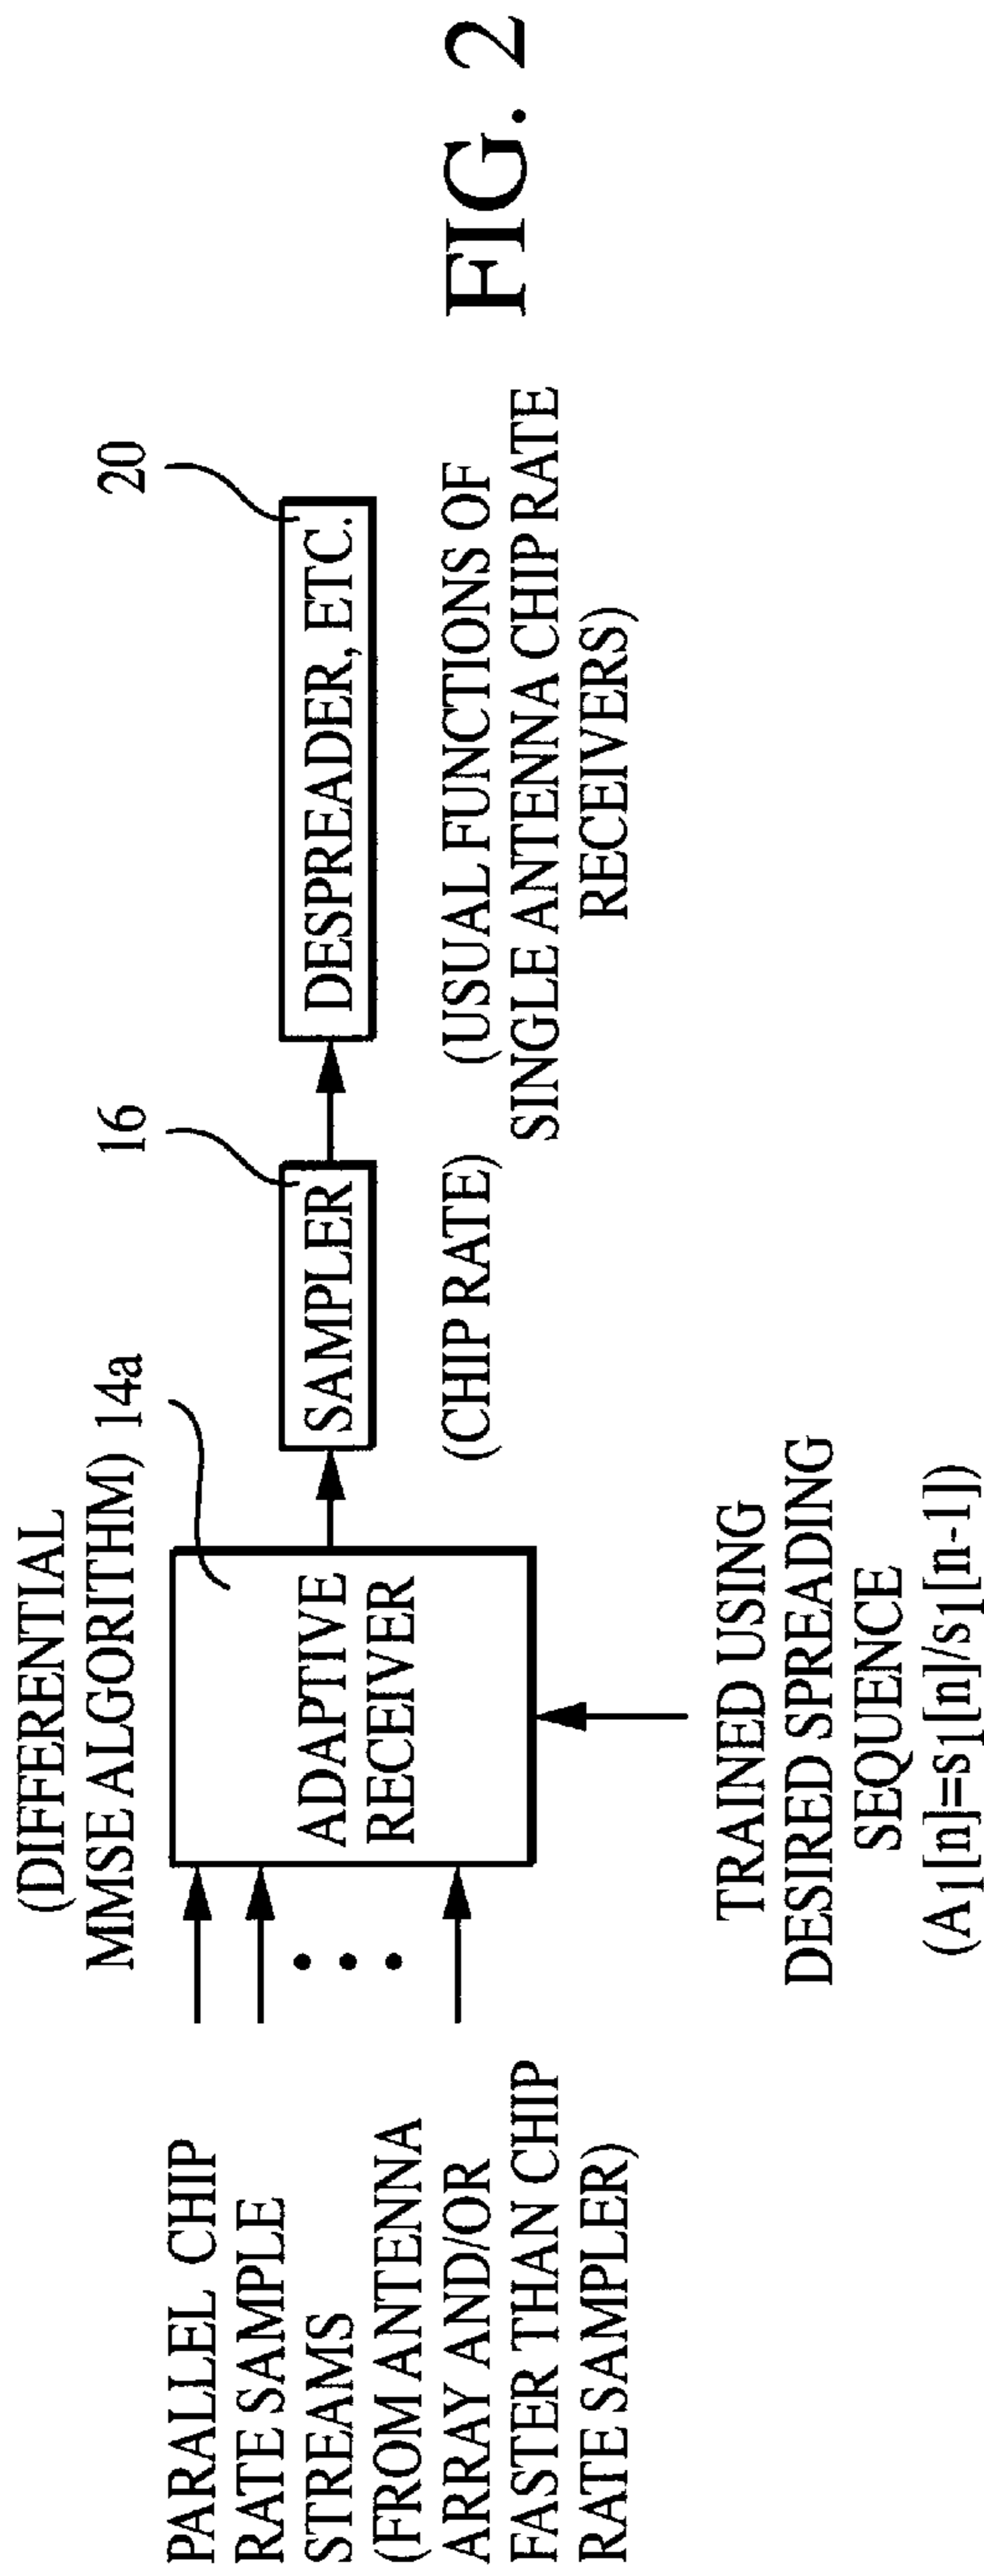 PARALLEL CHIP
RATE SAMPLE
STREAMS
(FROM ANTENNA
ARRAY AND/OR
FASTER THAN CHIP
RATE SAMPLER)
(DIFFERENTIAL
MMSE ALGORITHM)
14a
ADAPTIVE
RECEIVER
TRAINED USING
DESIRED SPREADING
SEQUENCE
(A1[n]=s1[n]/s1[n-1])
16
SAMPLER
(CHIP RATE)
20
DESPREADER, ETC.
(USUAL FUNCTIONS OF
SINGLE ANTENNA CHIP RATE
RECEIVERS)
FIG. 2